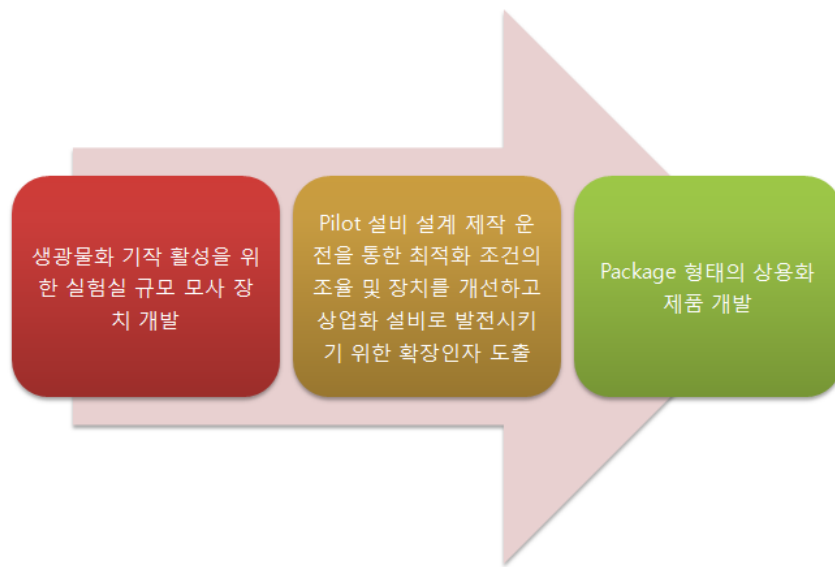 생광물화 기작 활성을 위
한 실험실 규모 모사 장
치 개발
Pilot 설비 설계 제작 운
전을 통한 최적화 조건의
조율 및 장치를 개선하고
상업화 설비로 발전시키
기 위한 확장인자 도출
Package 형태의 상용화
제품 개발